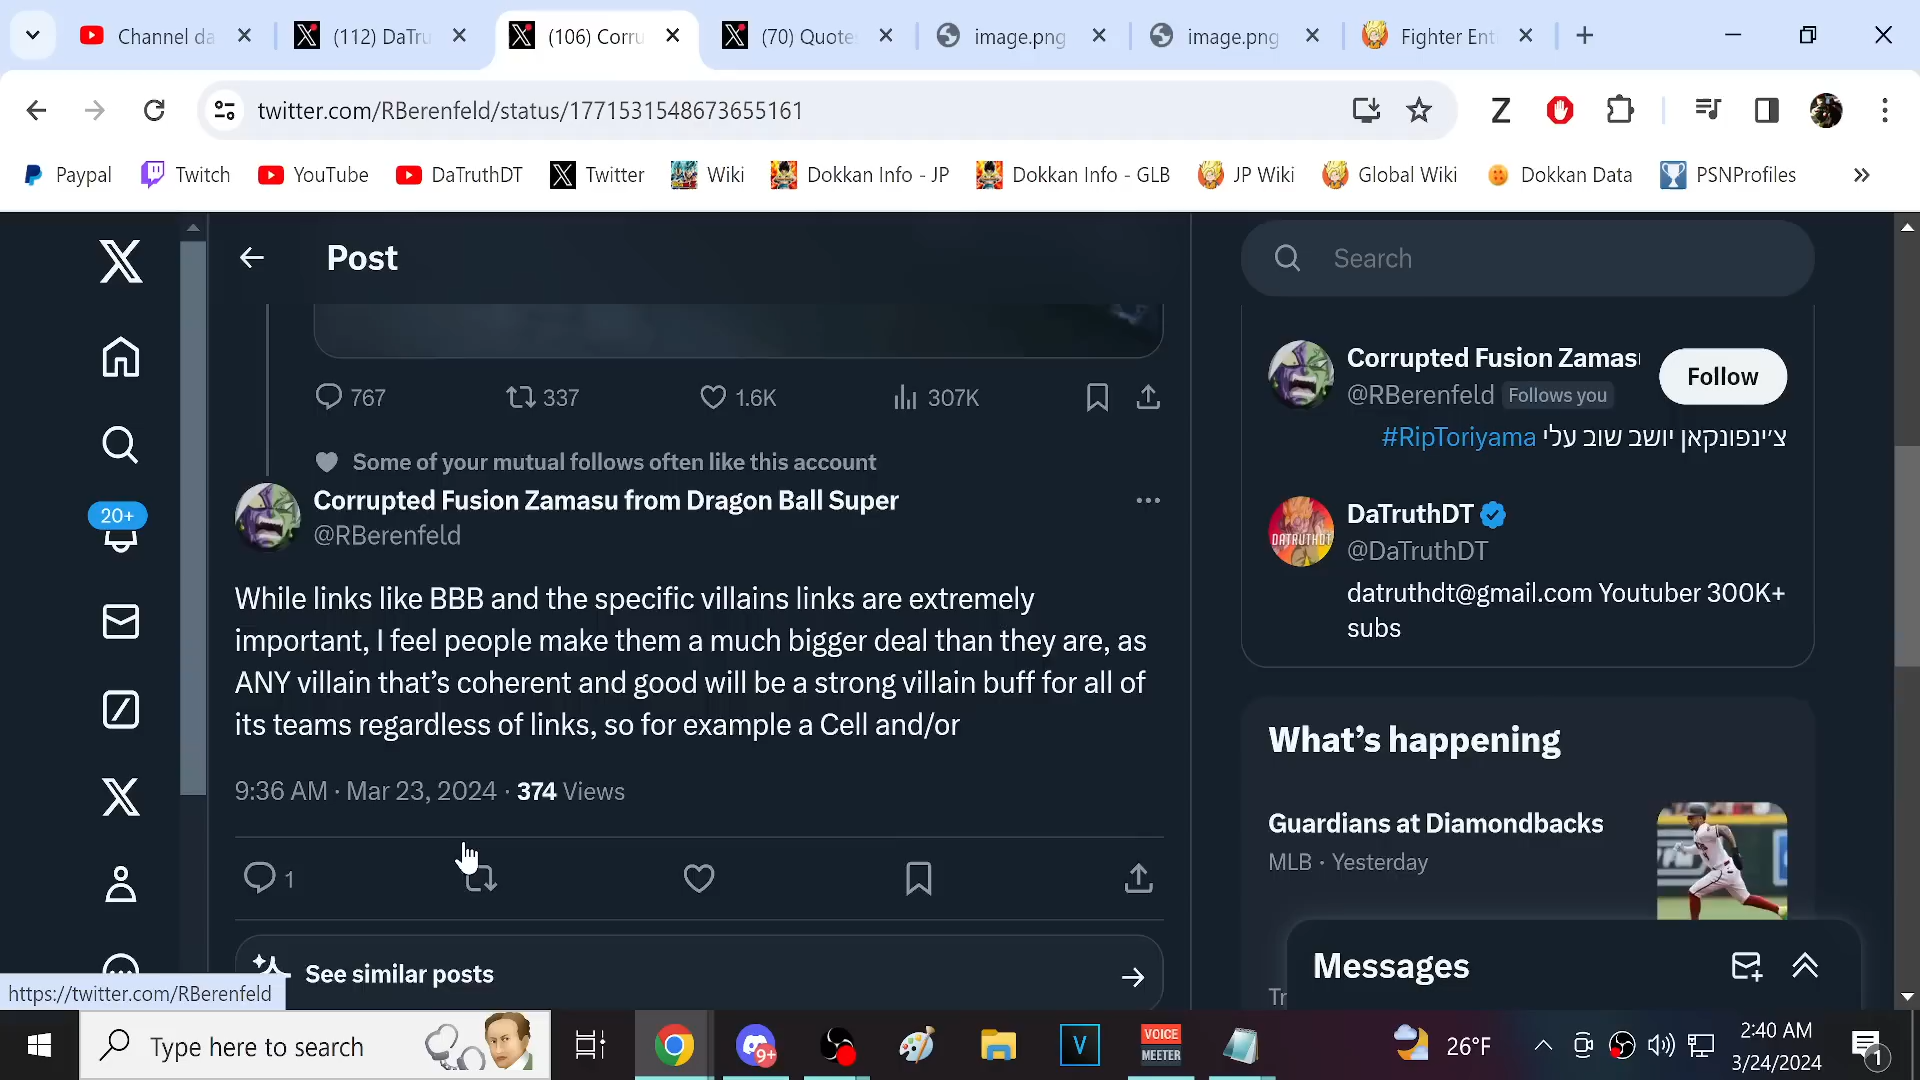 Channel da
(112) DaTru
(106) Corru
(70) Quote
image.png
image.png
Fighter Ent
twitter.com/RBerenfeld/status/1771531548673655161
Z
Paypal
Twitch
YouTube
DaTruthDT
Twitter
Wiki
Dokkan Info - JP
Dokkan Info - GLB
JP Wiki
Global Wiki
Dokkan Data
PSNProfiles
Post
Search
767
337
1.6K
307K
Some of your mutual follows often like this account
Corrupted Fusion Zamasu from Dragon Ball Super
@RBerenfeld
While links like BBB and the specific villains links are extremely
important, I feel people make them a much bigger deal than they are, as
ANY villain that’s coherent and good will be a strong villain buff for all of
its teams regardless of links, so for example a Cell and/or
9:36 AM · Mar 23, 2024 · 374 Views
1
See similar posts
20+
https://twitter.com/RBerenfeld
Corrupted Fusion Zamas
@RBerenfeld Follows you
Follow
צ׳ינפונקאן יושב שוב עלי #RipToriyama
DATRUTHDT
DaTruthDT
@DaTruthDT
datruthdt@gmail.com Youtuber 300K+
subs
What’s happening
Guardians at Diamondbacks
MLB · Yesterday
Tr
Messages
Type here to search
9+
V
VOICE
MEETER
26°F
2:40 AM
3/24/2024
1